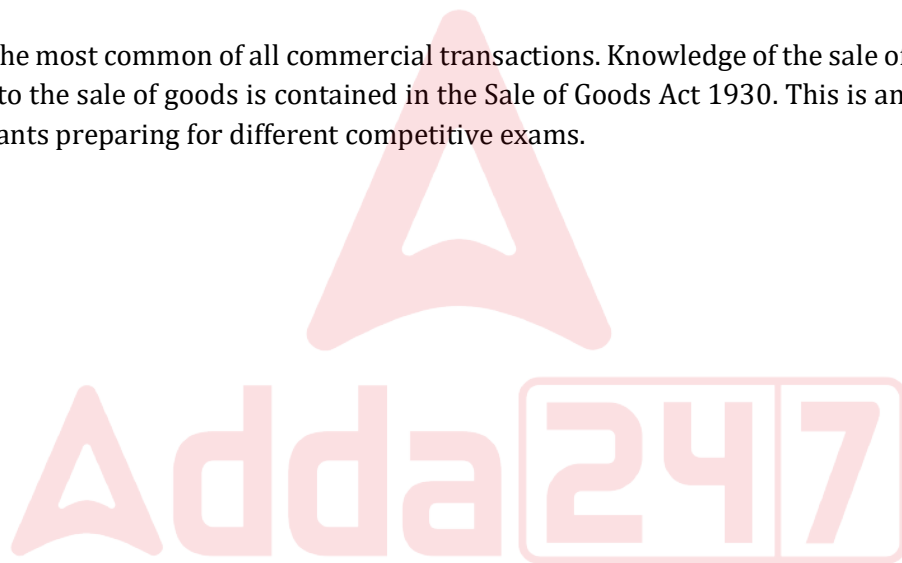 he most common of all commercial transactions. Knowledge of the sale of
to the sale of goods is contained in the Sale of Goods Act 1930. This is an
ants preparing for different competitive exams.
Adda247